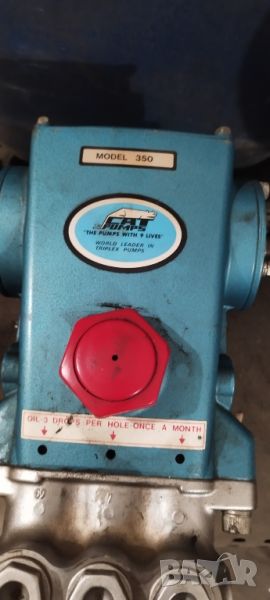 MODEL 350
CAT
PUMPS
"THE PUMPS WITH 9 LIVES"
WORLD LEADER IN
TRIPLEX PUMPS
OIL 3 DROPS PER HOLE ONCE A MONTH
BAZAR